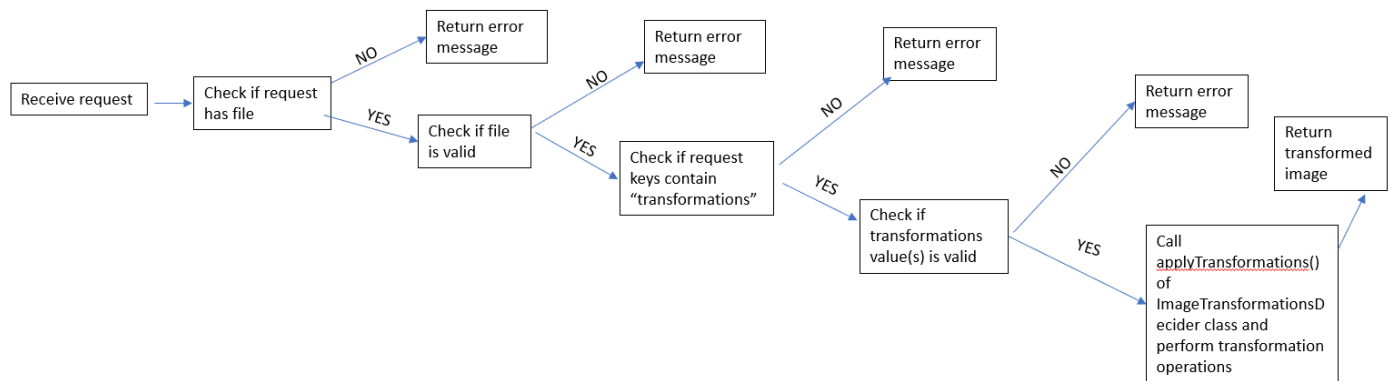 Receive request
Check if request
has file
NO
Return error
message
YES
Check if file
is valid
NO
Return error
message
YES
Check if request
keys contain
“transformations”
NO
Return error
message
YES
Check if
transformations
value(s) is valid
NO
Return error
message
YES
Call
applyTransformations()
of
ImageTransformationsD
ecider class and
perform transformation
operations
Return
transformed
image